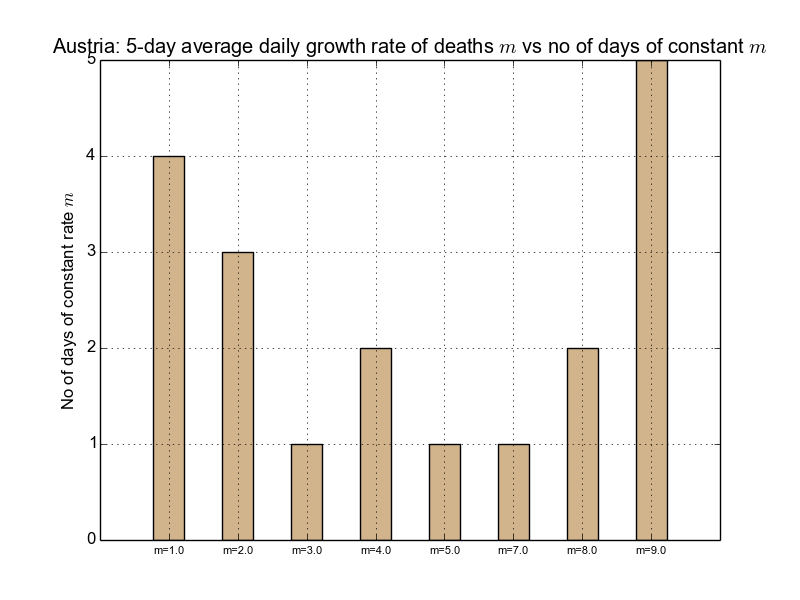 Austria: 5-day average daily growth rate of deaths m vs no of days of constant m
5
4
3
2
1
0
No of days of constant rate m
m=1.0 m=2.0 m=3.0 m=4.0 m=5.0 m=7.0 m=8.0 m=9.0